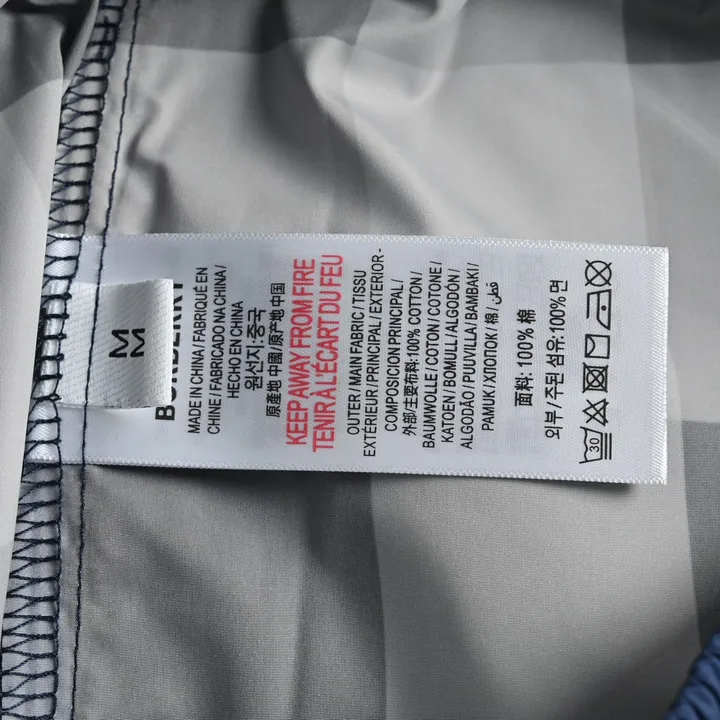 M
M
BURBERRY
MADE IN CHINA / FABRIQUÉ EN
CHINE / FABRICADO NA CHINA /
HECHO EN CHINA
원산지:중국
原產地 中國/原产地 中国
KEEP AWAY FROM FIRE
TENIR À L'ÉCART DU FEU
OUTER / MAIN FABRIC / TISSU
EXTÉRIEUR / PRINCIPAL / EXTERIOR -
COMPOSICION PRINCIPAL /
外部/主要布料: 100% COTTON /
BAUMWOLLE / COTON / COTONE /
KATOEN / BOMULL / ALGODÓN /
ALGODÃO / PUUVILLA / BAMBAKI /
PAMUK / ХЛОПОК / 棉 / قطن
面料: 100% 棉
외부 / 주된 섬유: 100% 면
30